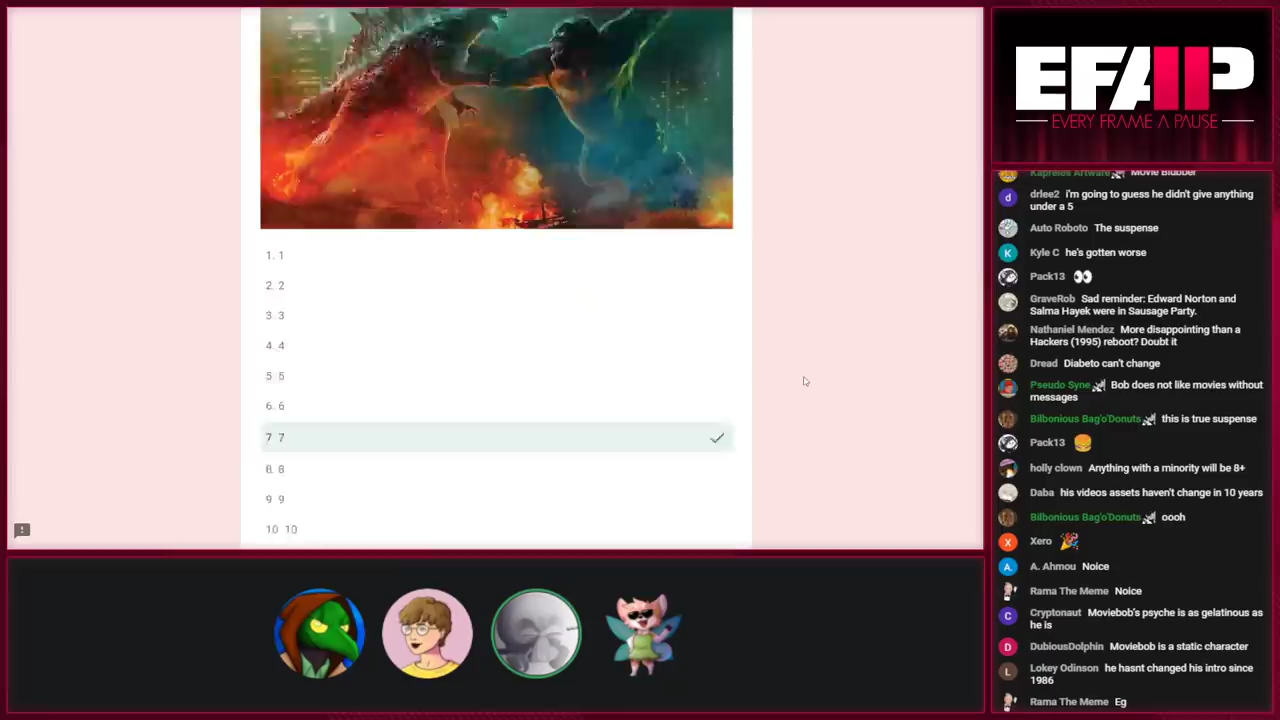 1. 1
2. 2
3 3
4. 4
5 5
6. 6
7 7
8. 8
9 9
10 10
EFAP
EVERY FRAME A PAUSE
Kaprelos Artware Movie Blubber
drlee2 i'm going to guess he didn't give anything
under a 5
Auto Roboto The suspense
Kyle C he's gotten worse
Pack13 👀
GraveRob Sad reminder: Edward Norton and
Salma Hayek were in Sausage Party.
Nathaniel Mendez More disappointing than a
Hackers (1995) reboot? Doubt it
Dread Diabeto can't change
Pseudo Syne Bob does not like movies without
messages
Bilbonious Bag'o'Donuts this is true suspense
Pack13 🍔
holly clown Anything with a minority will be 8+
Daba his videos assets haven't change in 10 years
Bilbonious Bag'o'Donuts oooh
Xero 🎉
A. Ahmou Noice
Rama The Meme Noice
Cryptonaut Moviebob's psyche is as gelatinous as
he is
DubiousDolphin Moviebob is a static character
Lokey Odinson he hasnt changed his intro since
1986
Rama The Meme Eg